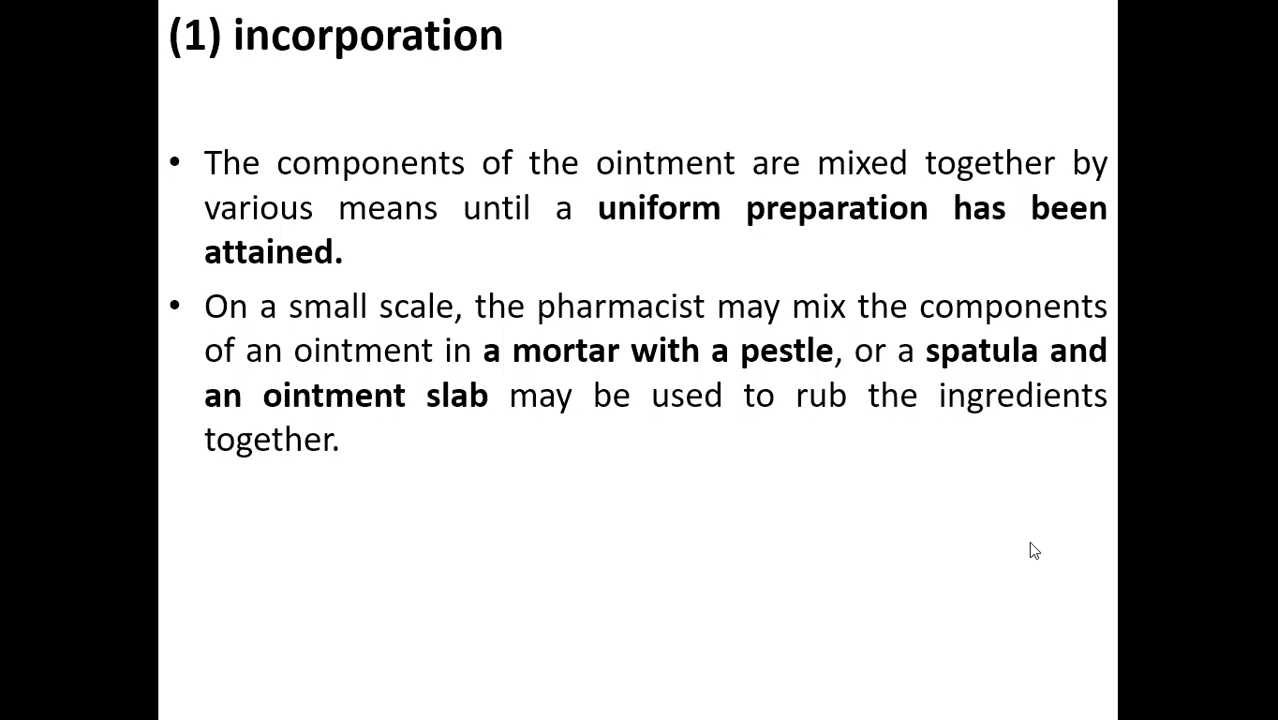 (1) incorporation
• The components of the ointment are mixed together by
various means until a uniform preparation has been
attained.
• On a small scale, the pharmacist may mix the components
of an ointment in a mortar with a pestle, or a spatula and
an ointment slab may be used to rub the ingredients
together.